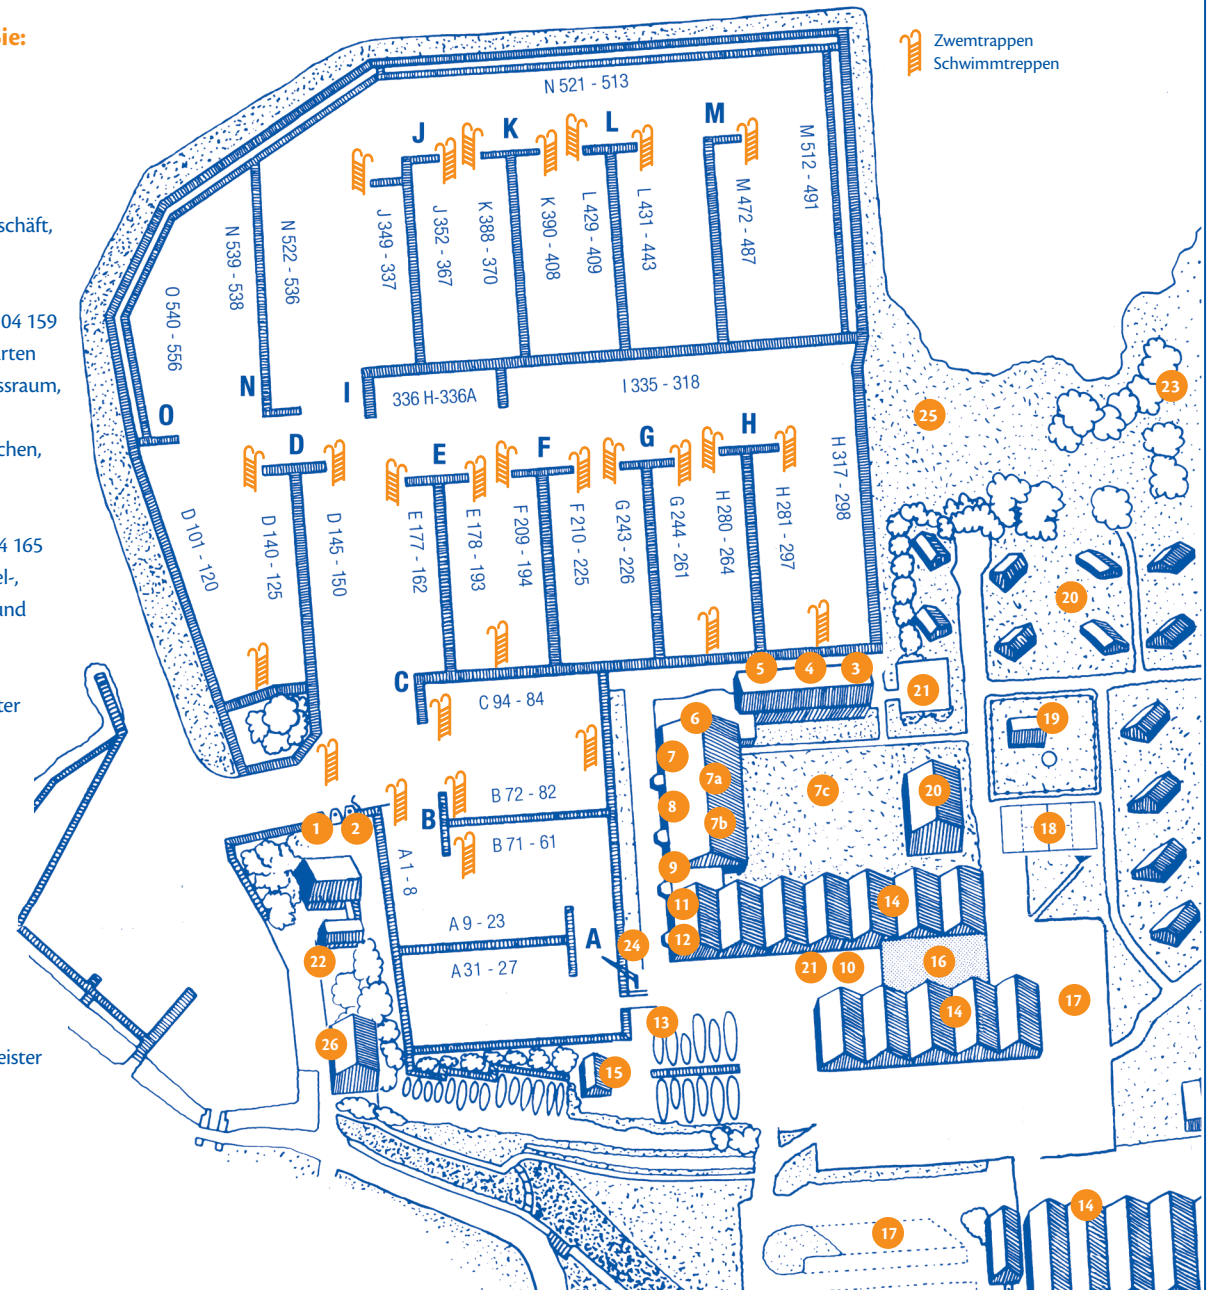 ie:
schäft,
04 159
rten
ssraum,
chen,
4 165
el-,
und
ter
eister
Zwemtrappen
Schwimmtreppen
N 521 - 513
J
K
L
M
M 512 - 491
J 349 - 337
J 352 - 367
K 388 - 370
K 390 - 408
L 429 - 409
L 431 - 443
M 472 - 487
N 539 - 538
N 522 - 536
O 540 - 556
N
I
336 H-336A
I 335 - 318
O
23
25
D
E
F
G
H
H 317 - 298
D 101 - 120
D 140 - 125
D 145 - 150
E 177 - 162
E 178 - 193
F 209 - 194
F 210 - 225
G 243 - 226
G 244 - 261
H 280 - 264
H 281 - 297
20
C
C 94 - 84
5
4
3
21
6
19
7
7a
7c
20
B
B 72 - 82
8
7b
1
2
B 71 - 61
18
A 1 - 8
9
11
14
A 9 - 23
A
24
12
22
A 31 - 27
21
10
16
17
14
13
26
15
14
17